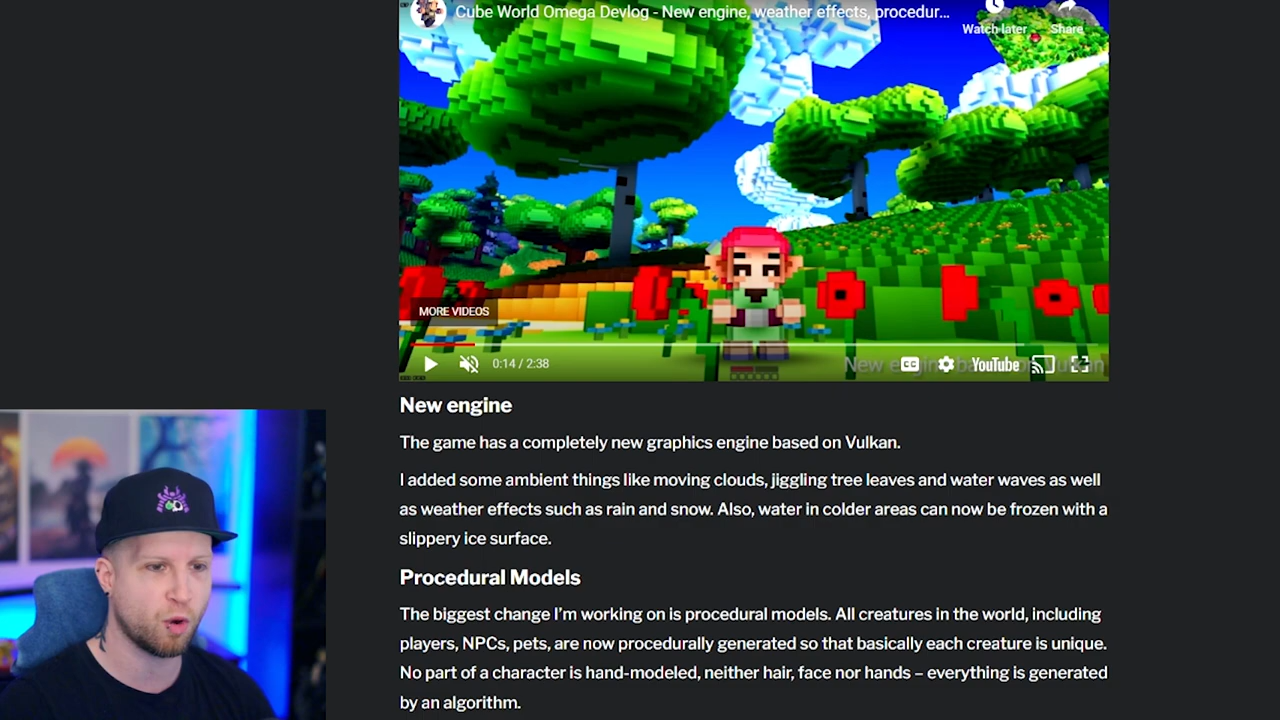 Cube World Omega Devlog - New engine, weather effects, procedur...
Watch later
Share
MORE VIDEOS
0:14 / 2:38
CC
YouTube
New engine based on Vulkan
New engine
The game has a completely new graphics engine based on Vulkan.
I added some ambient things like moving clouds, jiggling tree leaves and water waves as well
as weather effects such as rain and snow. Also, water in colder areas can now be frozen with a
slippery ice surface.
Procedural Models
The biggest change I'm working on is procedural models. All creatures in the world, including
players, NPCs, pets, are now procedurally generated so that basically each creature is unique.
No part of a character is hand-modeled, neither hair, face nor hands – everything is generated
by an algorithm.